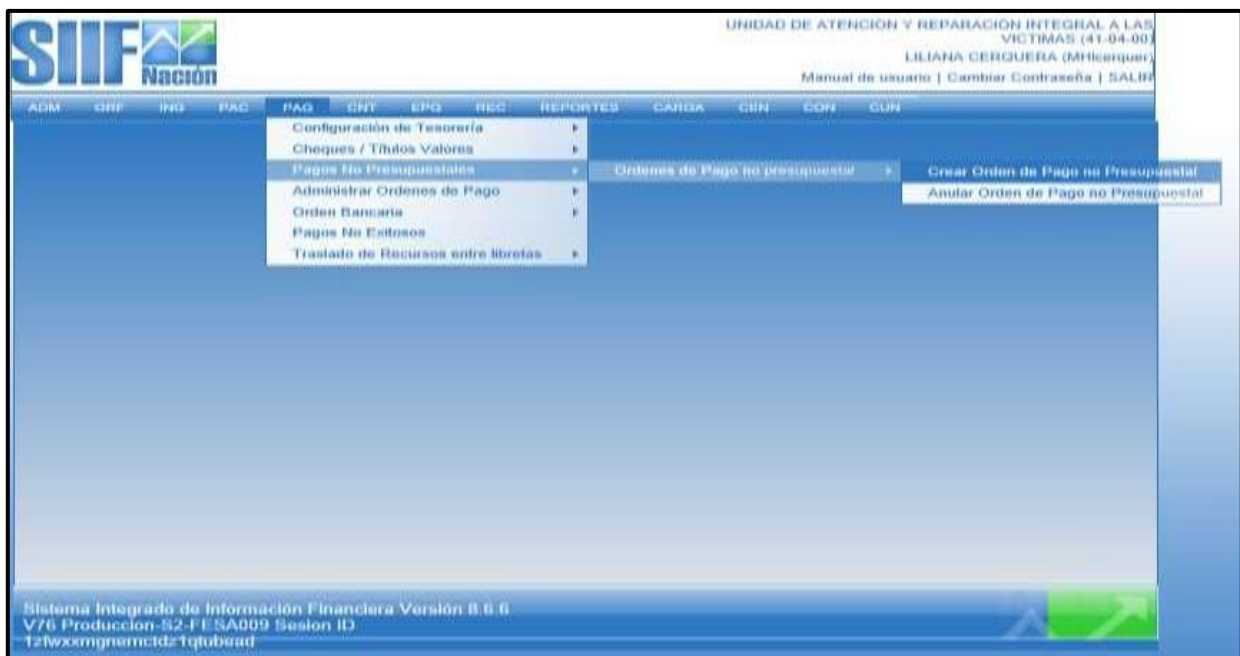 SIIF
Nación
UNIDAD DE ATENCION Y REPARACION INTEGRAL A LAS
VICTIMAS (41-04-00)
LILIANA CERQUERA (MHlcerquer)
Manual de usuario | Cambiar Contraseña | SALIR
ADM GRF ING PAC PAG CNT EPG REC REPORTES CARGA CEN CON CUN
Configuración de Tesorería
Cheques / Títulos Valores
Pagos No Presupuestales Ordenes de Pago no presupuestal Crear Orden de Pago no Presupuestal
Administrar Ordenes de Pago Anular Orden de Pago no Presupuestal
Orden Bancaria
Pagos No Exitosos
Traslado de Recursos entre libretas
Sistema Integrado de Información Financiera Versión 8.6.6
V76 Producción-S2-FESA009 Sesion ID